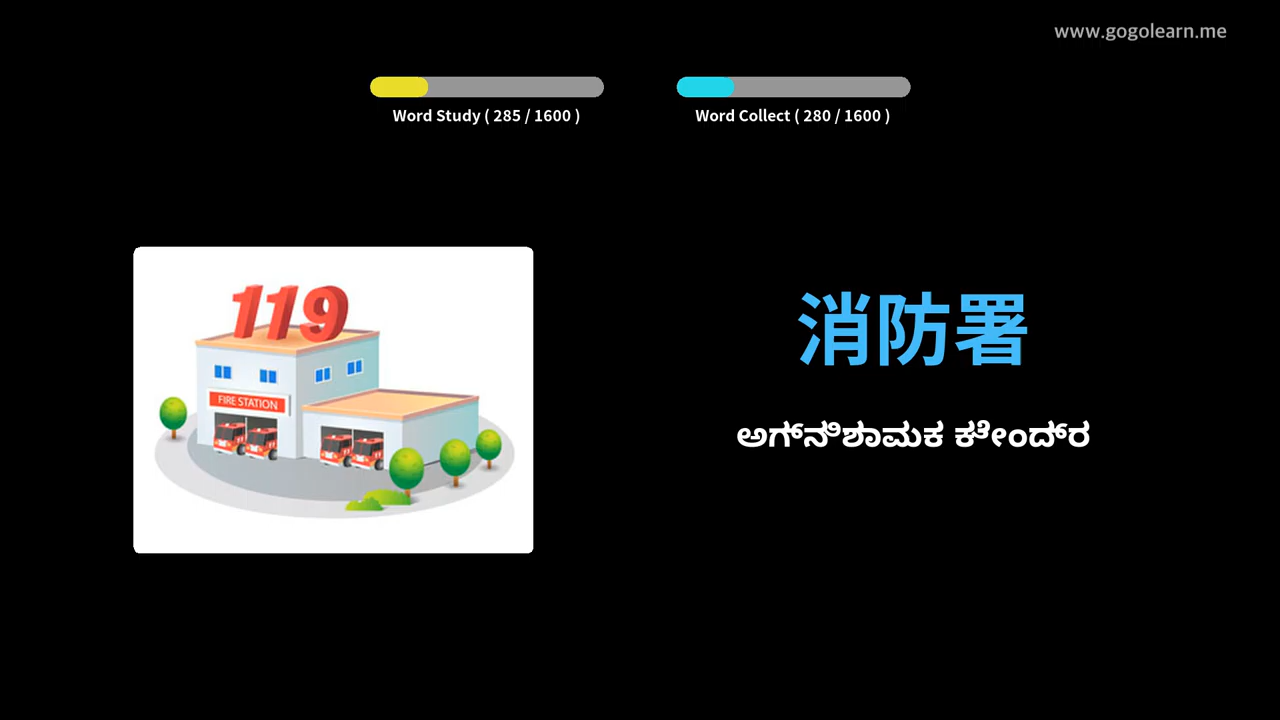 www.gogolearn.me
Word Study ( 285 / 1600 )
Word Collect ( 280 / 1600 )
119
FIRE STATION
消防署
ಅಗ್ನಿಶಾಮಕ ಕೇಂದ್ರ